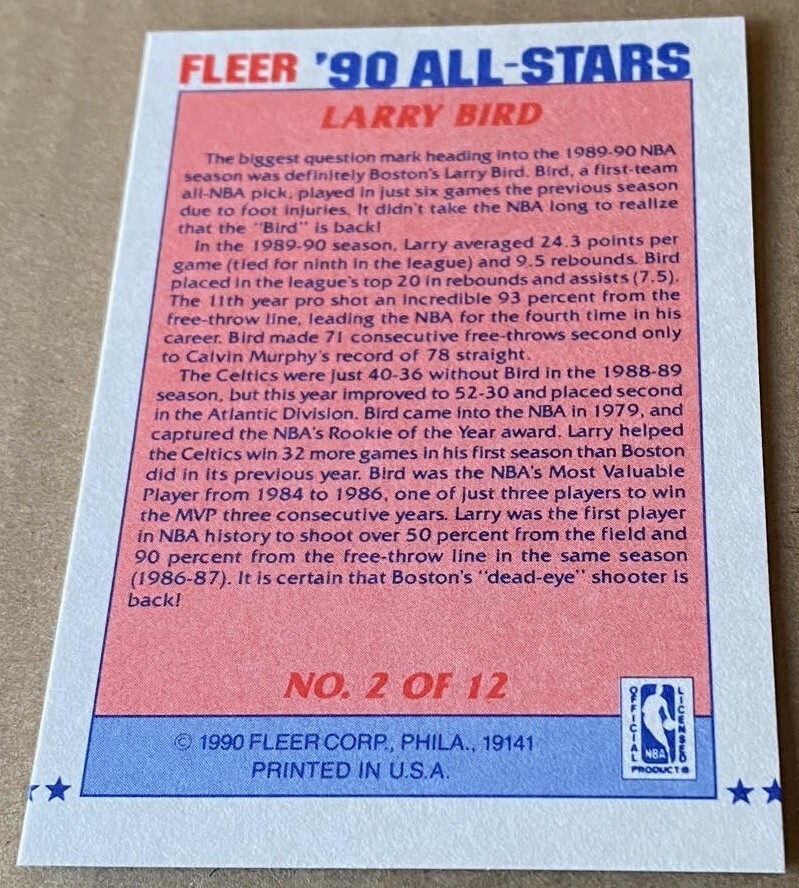 FLEER '90 ALL-STARS
LARRY BIRD
The biggest question mark heading into the 1989-90 NBA
season was definitely Boston's Larry Bird. Bird, a first-team
all-NBA pick, played in just six games the previous season
due to foot injuries. It didn't take the NBA long to realize
that the "Bird" is back!
In the 1989-90 season, Larry averaged 24.3 points per
game (tied for ninth in the league) and 9.5 rebounds. Bird
placed in the league's top 20 in rebounds and assists (7.5).
The 11th year pro shot an incredible 93 percent from the
free-throw line, leading the NBA for the fourth time in his
career. Bird made 71 consecutive free-throws second only
to Calvin Murphy's record of 78 straight.
The Celtics were just 40-36 without Bird in the 1988-89
season, but this year improved to 52-30 and placed second
in the Atlantic Division. Bird came into the NBA in 1979, and
captured the NBA's Rookie of the Year award. Larry helped
the Celtics win 32 more games in his first season than Boston
did in its previous year. Bird was the NBA's Most Valuable
Player from 1984 to 1986, one of just three players to win
the MVP three consecutive years. Larry was the first player
in NBA history to shoot over 50 percent from the field and
90 percent from the free-throw line in the same season
(1986-87). It is certain that Boston's "dead-eye" shooter is
back!
NO. 2 OF 12
© 1990 FLEER CORP., PHILA., 19141
PRINTED IN U.S.A.
OFFICIAL
LICENSED
NBA
PRODUCT®